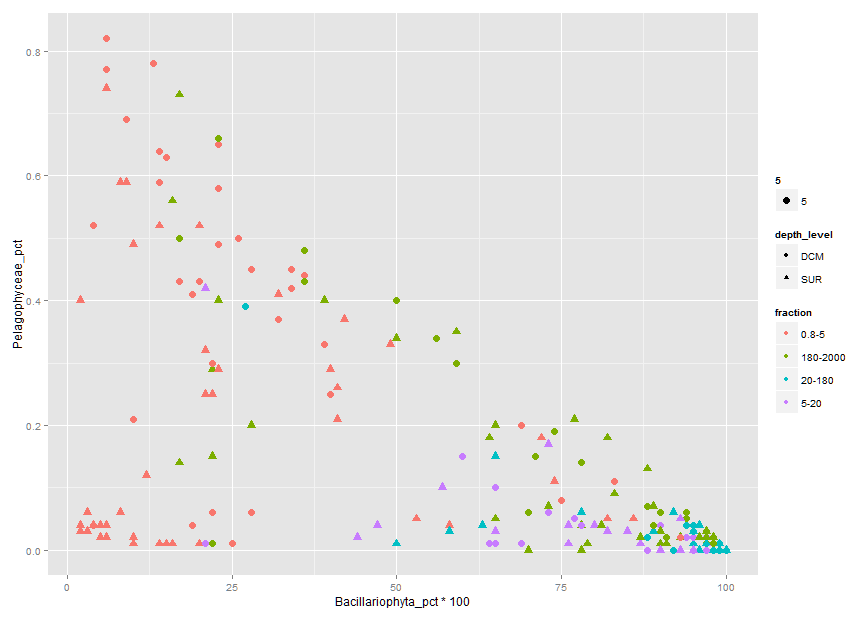 0.8
0.6
0.4
0.2
0.0
Pelagophyceae_pct
0
25
50
75
100
Bacillariophyta_pct * 100
5
5
depth_level
DCM
SUR
fraction
0.8-5
180-2000
20-180
5-20